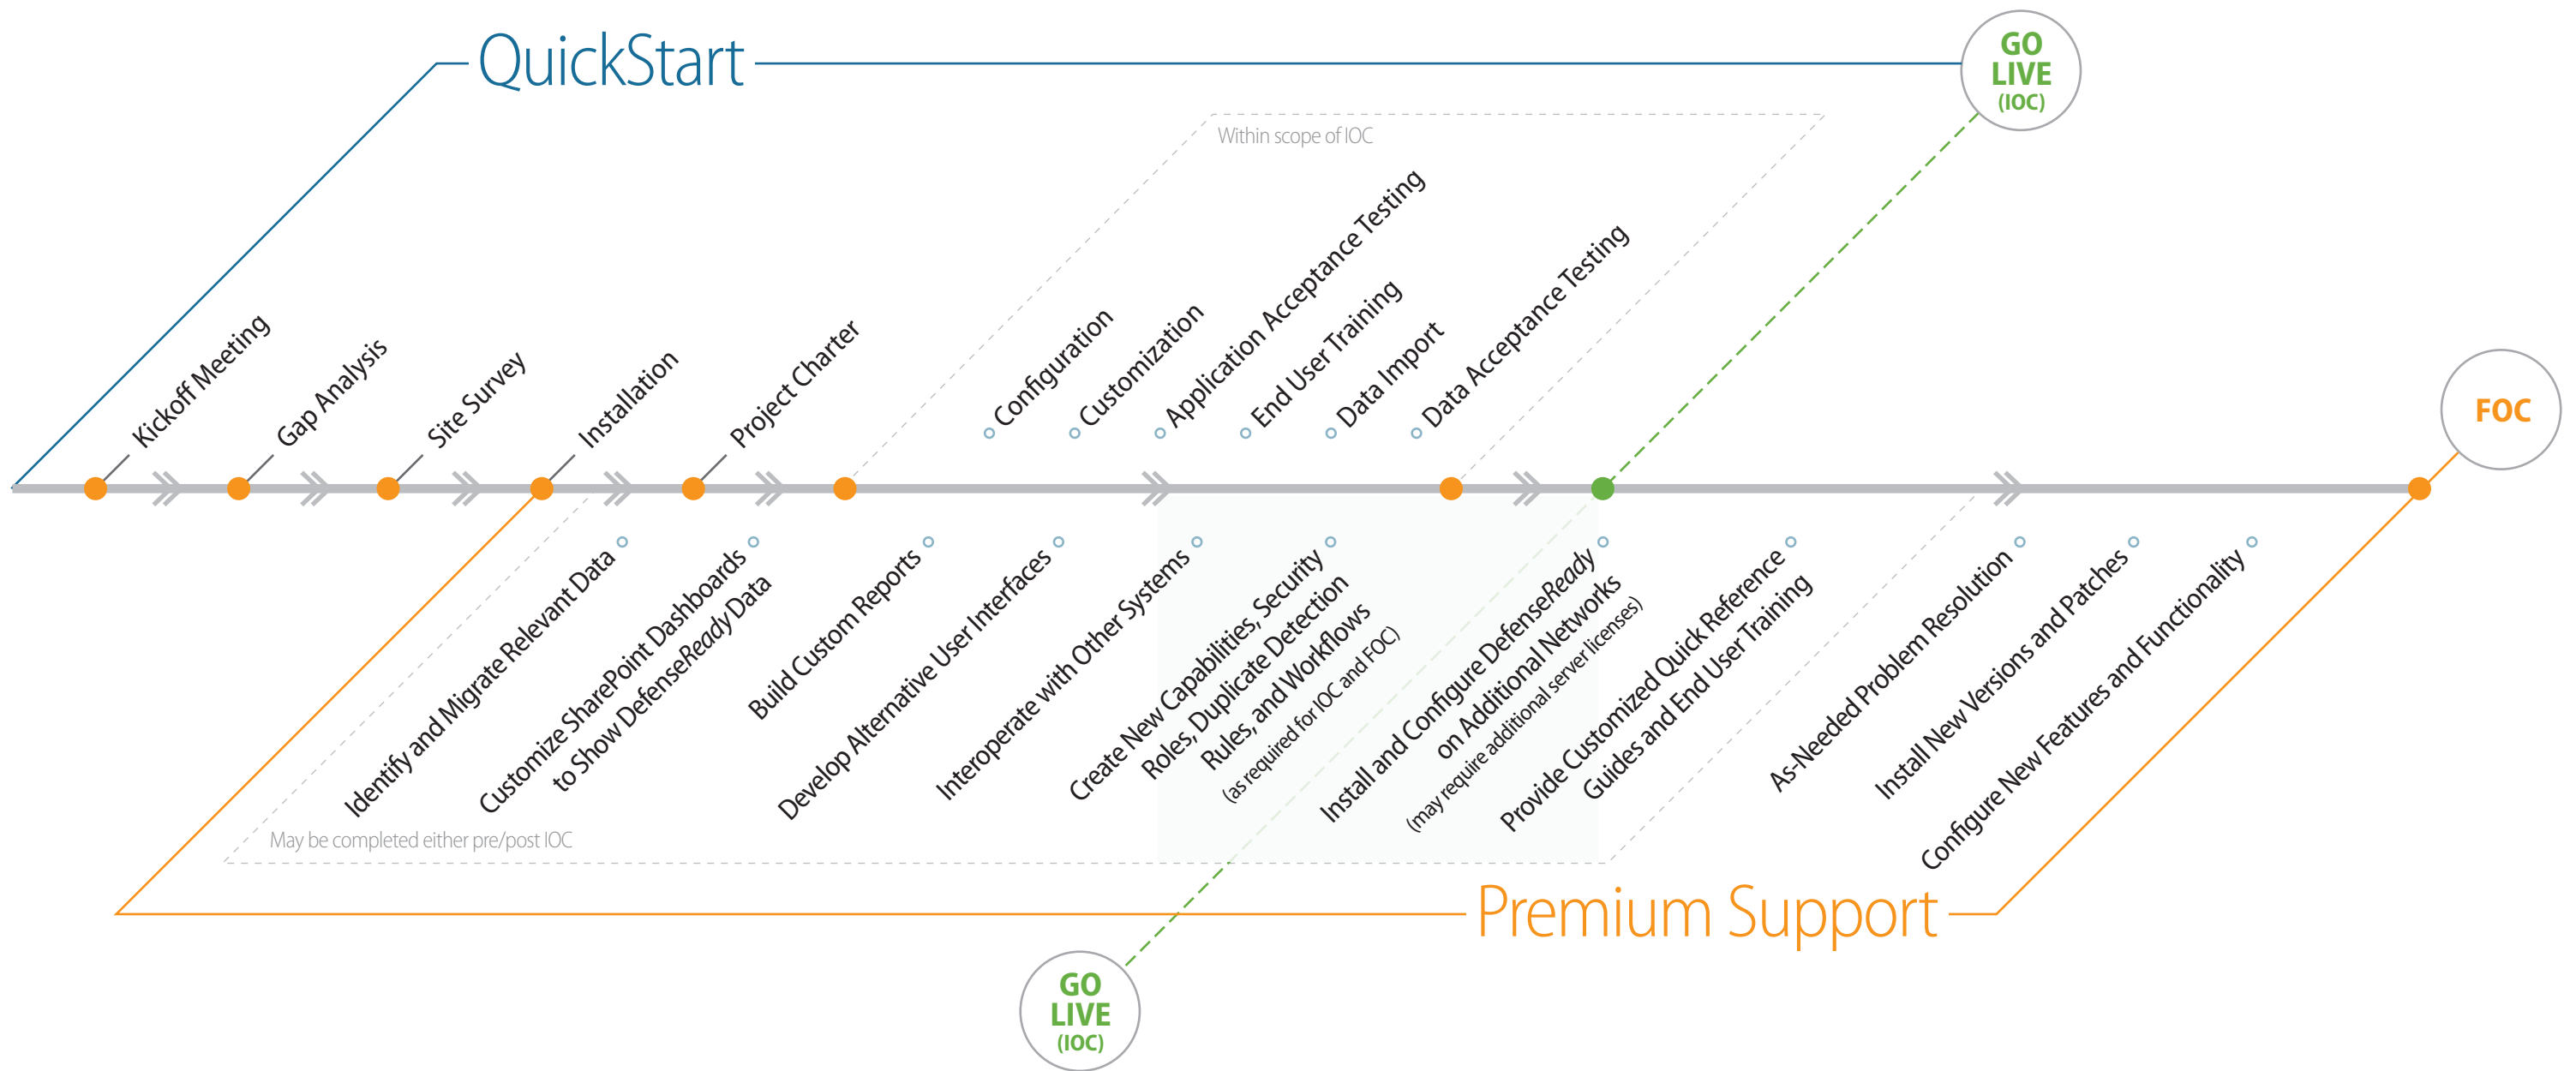 QuickStart
GO
LIVE
(IOC)
Within scope of IOC
Kickoff Meeting
Gap Analysis
Site Survey
Installation
Project Charter
Configuration
Customization
Application Acceptance Testing
End User Training
Data Import
Data Acceptance Testing
FOC
Identify and Migrate Relevant Data
Customize SharePoint Dashboards
to Show DefenseReady Data
Build Custom Reports
Develop Alternative User Interfaces
Interoperate with Other Systems
Create New Capabilities, Security
Roles, Duplicate Detection
Rules, and Workflows
(as required for IOC and FOC)
Install and Configure DefenseReady
on Additional Networks
(may require additional server licenses)
Provide Customized Quick Reference
Guides and End User Training
As-Needed Problem Resolution
Install New Versions and Patches
Configure New Features and Functionality
May be completed either pre/post IOC
Premium Support
GO
LIVE
(IOC)